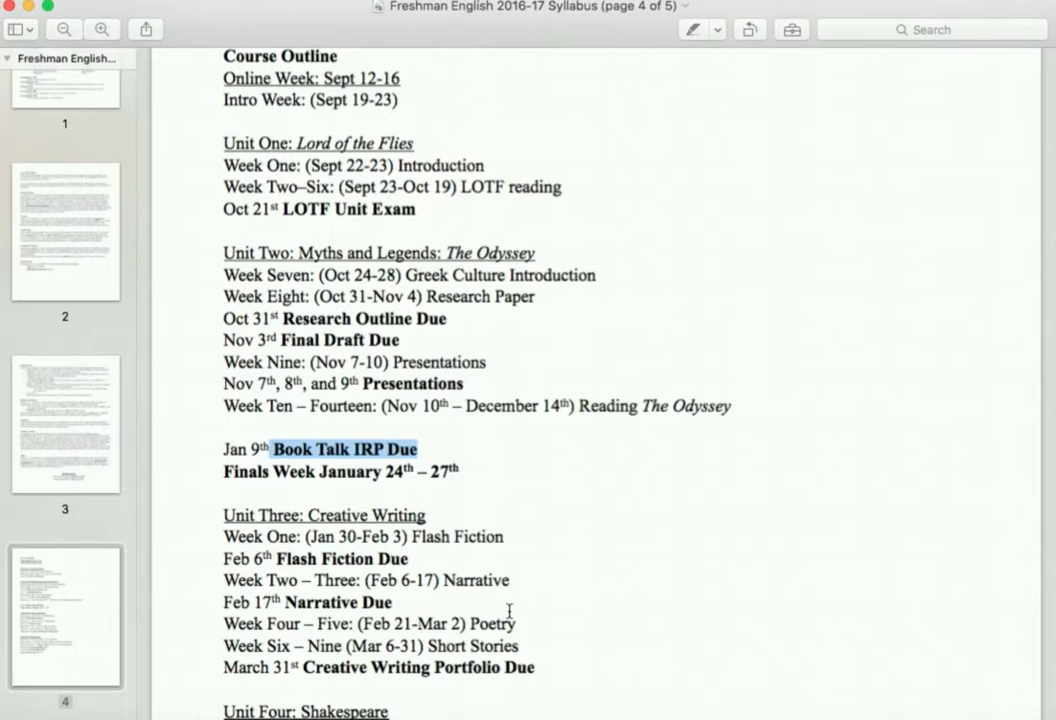 Freshman English 2016-17 Syllabus (page 4 of 5)
Search
Freshman English...
1
2
3
4
Course Outline
Online Week: Sept 12-16
Intro Week: (Sept 19-23)
Unit One: Lord of the Flies
Week One: (Sept 22-23) Introduction
Week Two–Six: (Sept 23-Oct 19) LOTF reading
Oct 21st LOTF Unit Exam
Unit Two: Myths and Legends: The Odyssey
Week Seven: (Oct 24-28) Greek Culture Introduction
Week Eight: (Oct 31-Nov 4) Research Paper
Oct 31st Research Outline Due
Nov 3rd Final Draft Due
Week Nine: (Nov 7-10) Presentations
Nov 7th, 8th, and 9th Presentations
Week Ten – Fourteen: (Nov 10th – December 14th) Reading The Odyssey
Jan 9th Book Talk IRP Due
Finals Week January 24th – 27th
Unit Three: Creative Writing
Week One: (Jan 30-Feb 3) Flash Fiction
Feb 6th Flash Fiction Due
Week Two – Three: (Feb 6-17) Narrative
Feb 17th Narrative Due
Week Four – Five: (Feb 21-Mar 2) Poetry
Week Six – Nine (Mar 6-31) Short Stories
March 31st Creative Writing Portfolio Due
Unit Four: Shakespeare